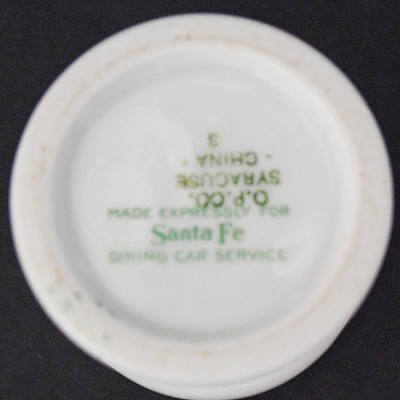 O.P.CO.
SYRACUSE
- CHINA -
3
MADE EXPRESSLY FOR
Santa Fe
DINING CAR SERVICE